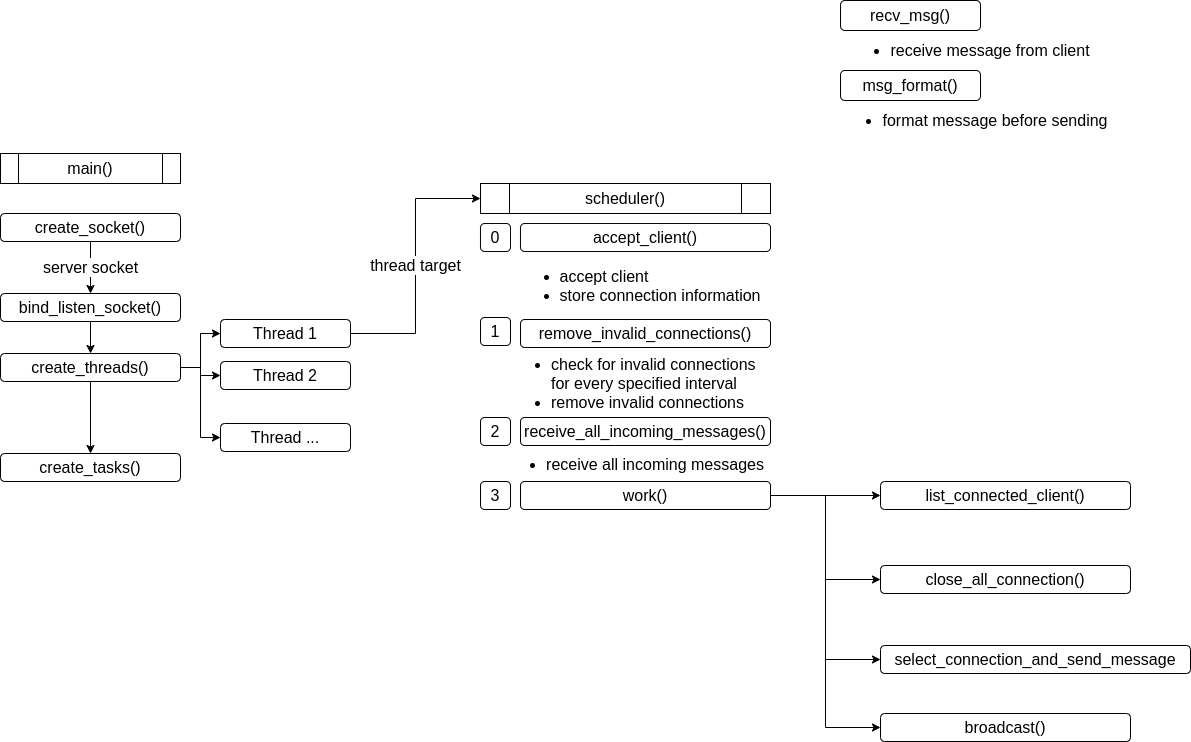 recv_msg()
• receive message from client
msg_format()
• format message before sending
main()
create_socket()
server socket
bind_listen_socket()
create_threads()
create_tasks()
Thread 1
Thread 2
Thread ...
thread target
scheduler()
0 accept_client()
• accept client
• store connection information
1 remove_invalid_connections()
• check for invalid connections
for every specified interval
• remove invalid connections
2 receive_all_incoming_messages()
• receive all incoming messages
3 work()
list_connected_client()
close_all_connection()
select_connection_and_send_message
broadcast()